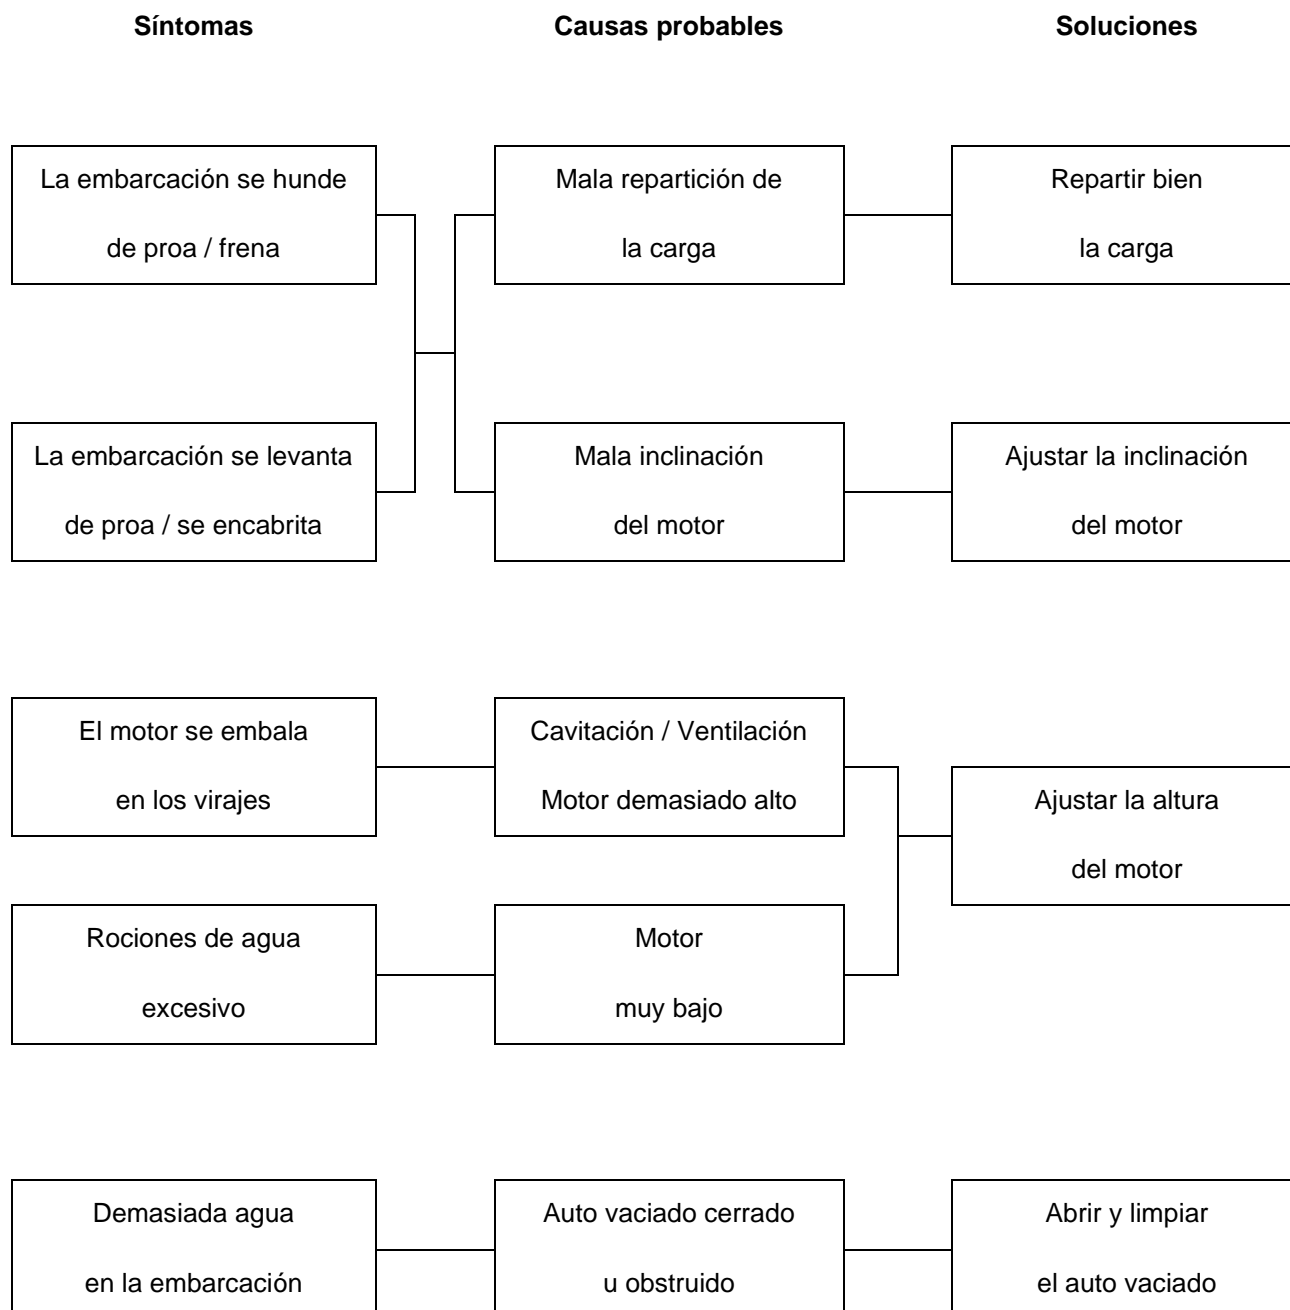 Síntomas
Causas probables
Soluciones
La embarcación se hunde
de proa / frena
Mala repartición de
la carga
Repartir bien
la carga
La embarcación se levanta
de proa / se encabrita
Mala inclinación
del motor
Ajustar la inclinación
del motor
El motor se embala
en los virajes
Cavitación / Ventilación
Motor demasiado alto
Ajustar la altura
del motor
Rociones de agua
excesivo
Motor
muy bajo
Demasiada agua
en la embarcación
Auto vaciado cerrado
u obstruido
Abrir y limpiar
el auto vaciado